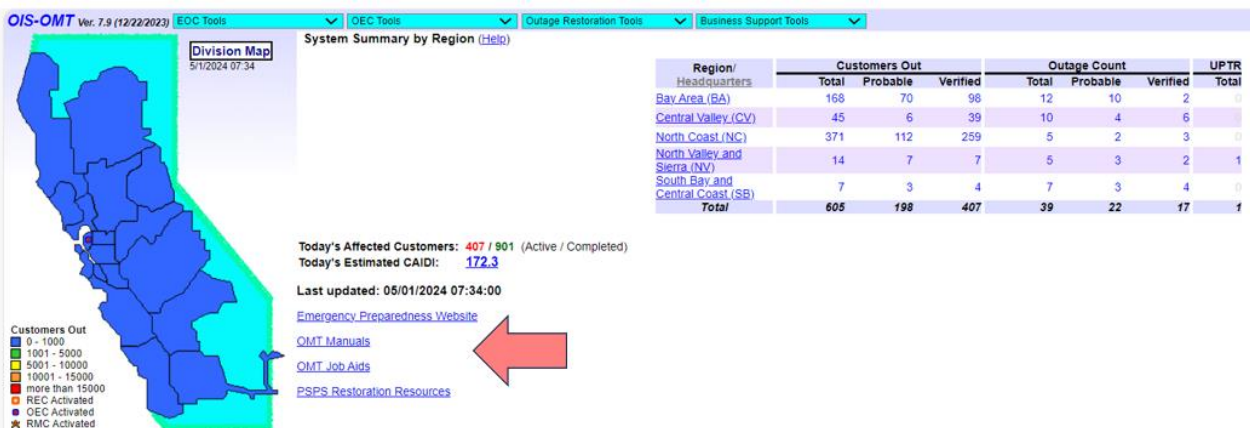 OIS-OMT Ver. 7.9 (12/22/2023) EOC Tools OEC Tools Outage Restoration Tools Business Support Tools
Division Map
5/1/2024 07:34
System Summary by Region (Help)
Region/ Customers Out Outage Count UPTR
Headquarters Total Probable Verified Total Probable Verified Total
Bay Area (BA) 168 70 98 12 10 2 0
Central Valley (CV) 45 6 39 10 4 6
North Coast (NC) 371 112 259 5 2 3 0
North Valley and
Sierra (NV) 14 7 7 5 3 2 1
South Bay and
Central Coast (SB) 7 3 4 7 3 4 0
Total 605 198 407 39 22 17 1
Today's Affected Customers: 407 / 901 (Active / Completed)
Today's Estimated CAIDI: 172.3
Last updated: 05/01/2024 07:34:00
Emergency Preparedness Website
OMT Manuals
OMT Job Aids
PSPS Restoration Resources
Customers Out
0 - 1000
1001 - 5000
5001 - 10000
10001 - 15000
more than 15000
REC Activated
OEC Activated
RMC Activated